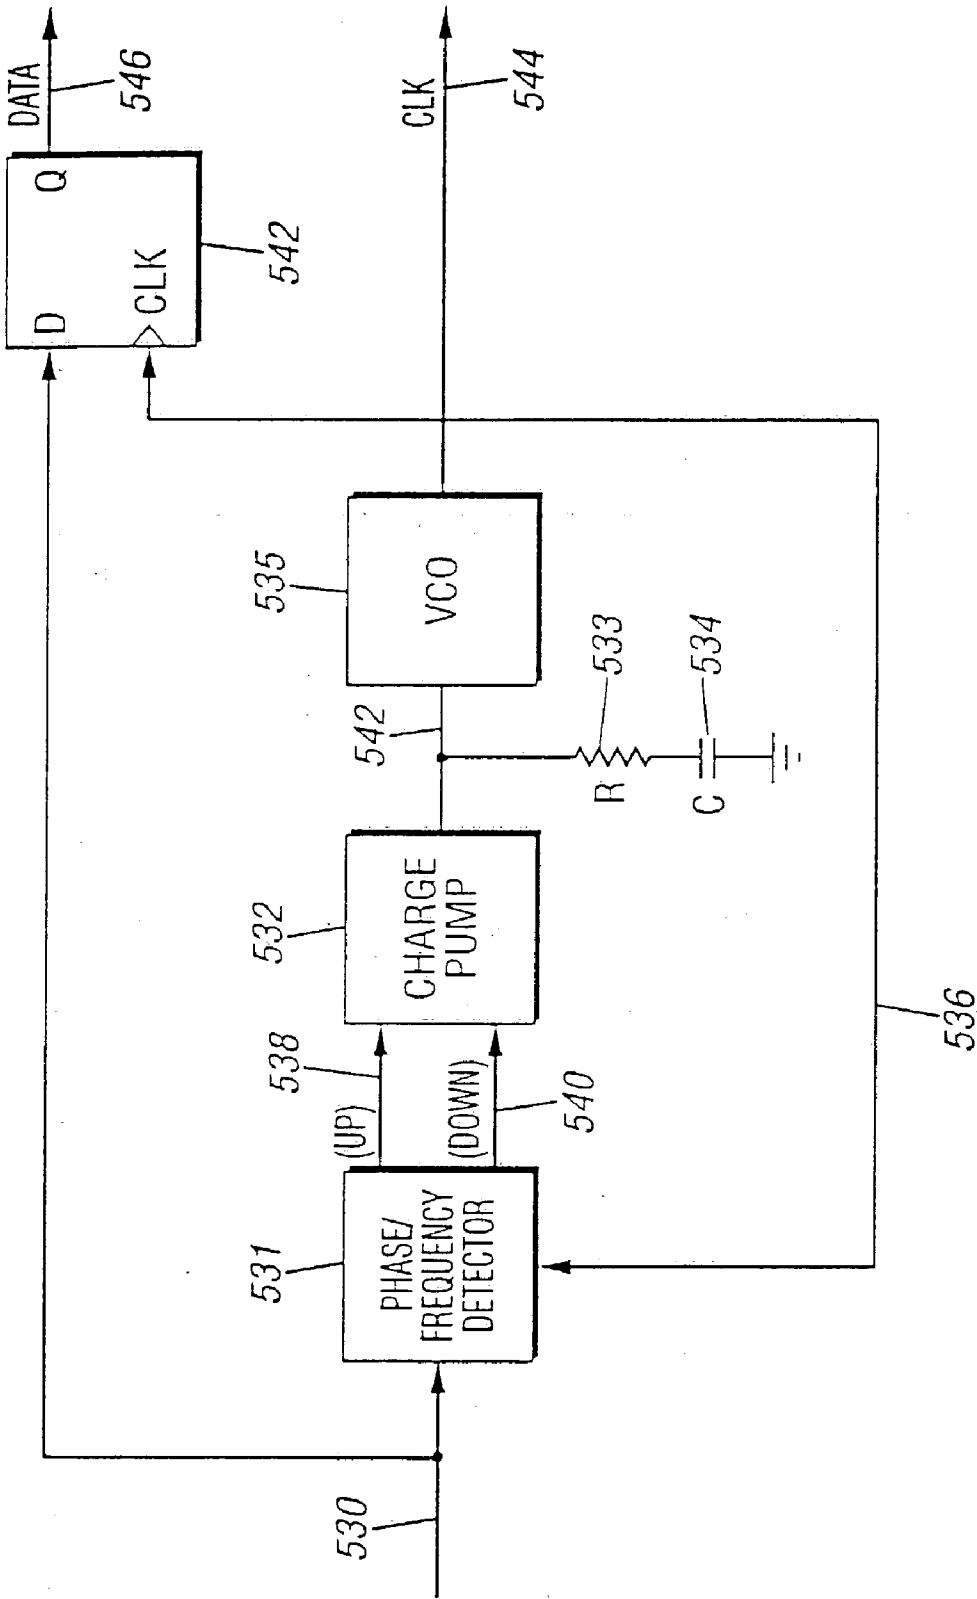 DATA
546
D
Q
CLK
542
CLK
544
535
VCO
542
533
R
534
C
532
CHARGE
PUMP
538
(UP)
(DOWN)
540
531
PHASE/
FREQUENCY
DETECTOR
530
536